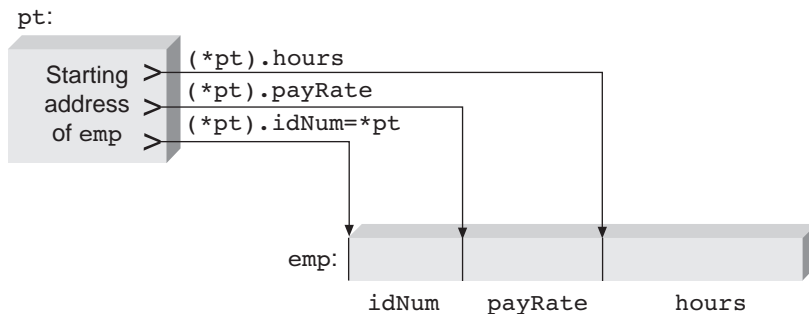 pt:
Starting
address
of emp
(*pt).hours
(*pt).payRate
(*pt).idNum=*pt
emp:
idNum payRate hours